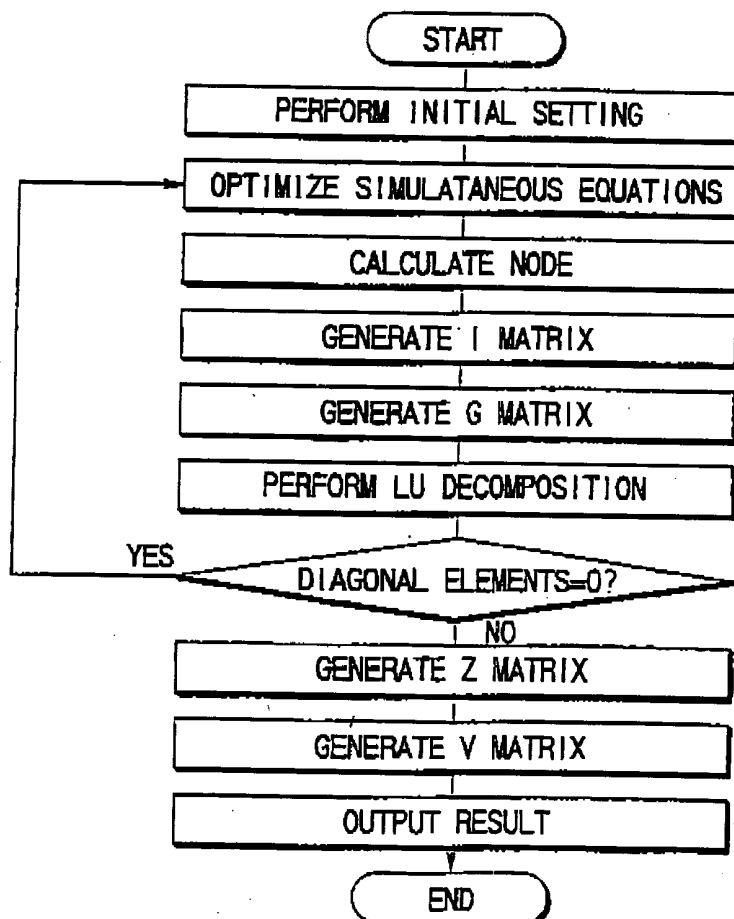 START
PERFORM INITIAL SETTING
OPTIMIZE SIMULATANEOUS EQUATIONS
CALCULATE NODE
GENERATE I MATRIX
GENERATE G MATRIX
PERFORM LU DECOMPOSITION
YES
DIAGONAL ELEMENTS=0?
NO
GENERATE Z MATRIX
GENERATE V MATRIX
OUTPUT RESULT
END